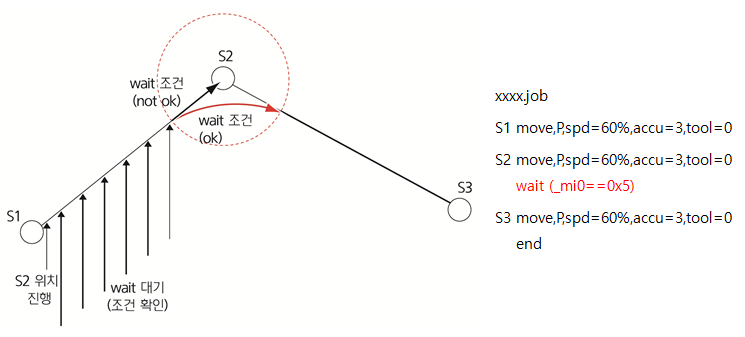 S2
wait 조건
(not ok)
wait 조건
(ok)
S1
S3
S2 위치
진행
wait 대기
(조건 확인)
xxxx.job
S1 move,P,spd=60%,accu=3,tool=0
S2 move,P,spd=60%,accu=3,tool=0
wait (_mi0==0x5)
S3 move,P,spd=60%,accu=3,tool=0
end